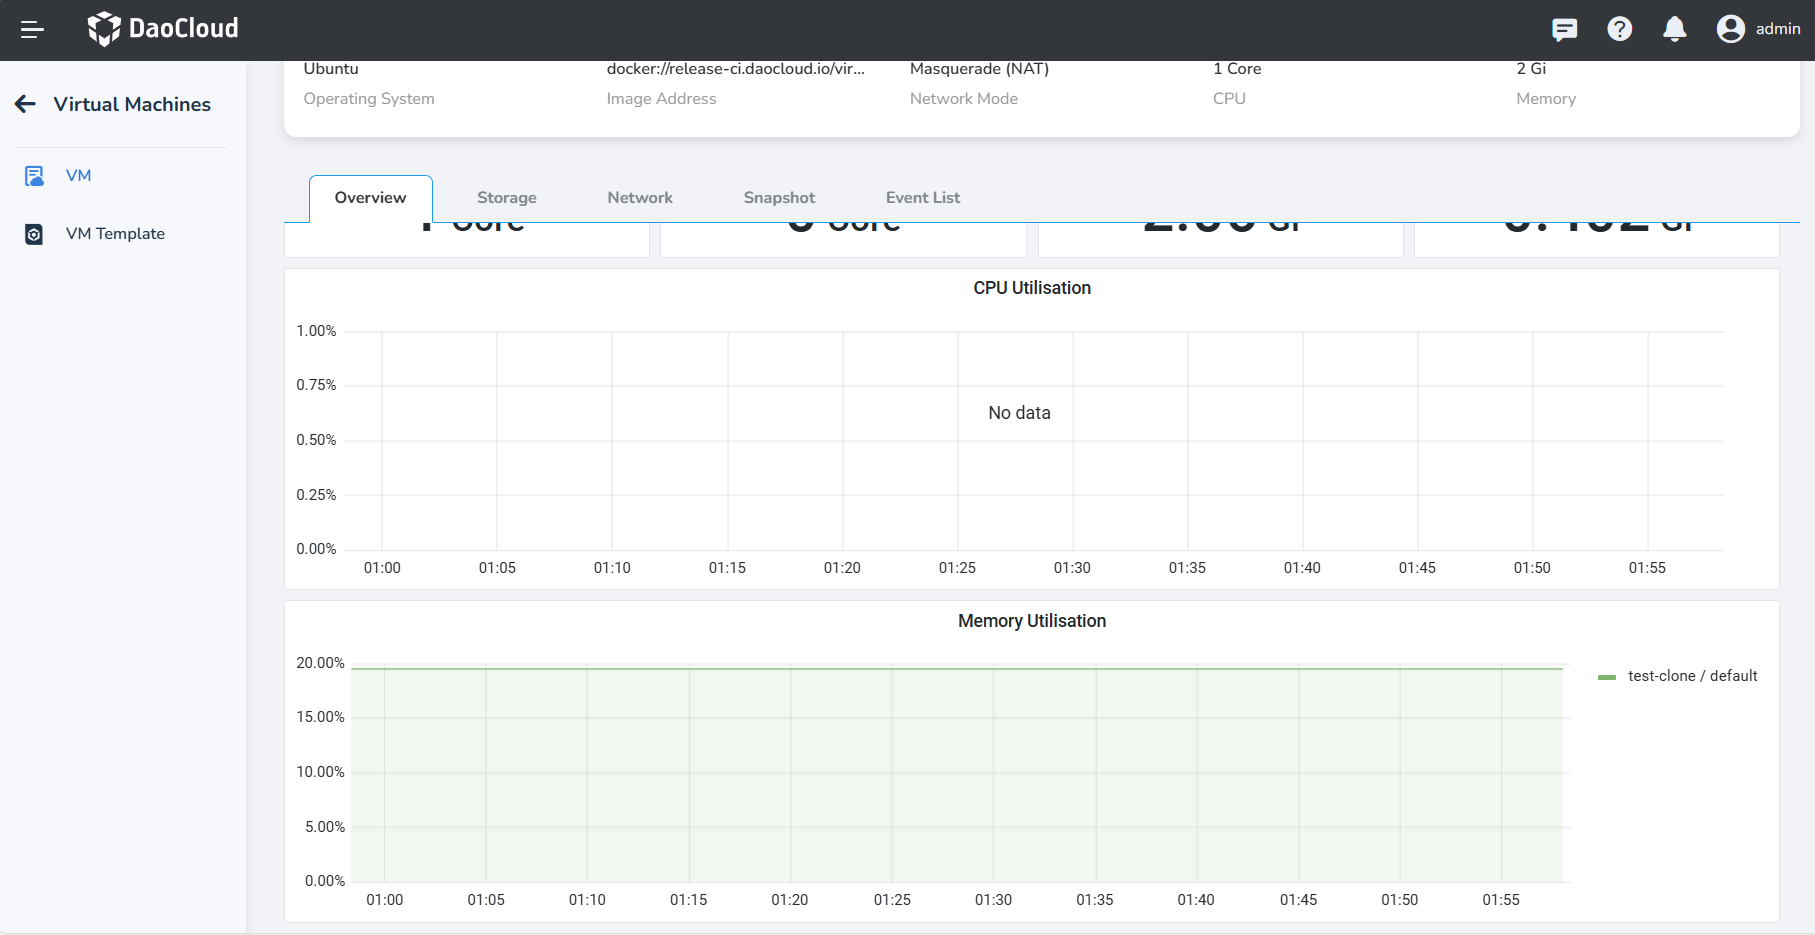 DaoCloud
admin
Virtual Machines
VM
VM Template
Ubuntu docker://release-ci.daocloud.io/vir... Masquerade (NAT) 1 Core 2 Gi
Operating System Image Address Network Mode CPU Memory
Overview Storage Network Snapshot Event List
Core Core Gi Gi
CPU Utilisation
1.00%
0.75%
No data
0.50%
0.25%
0.00%
01:00 01:05 01:10 01:15 01:20 01:25 01:30 01:35 01:40 01:45 01:50 01:55
Memory Utilisation
20.00%
test-clone / default
15.00%
10.00%
5.00%
0.00%
01:00 01:05 01:10 01:15 01:20 01:25 01:30 01:35 01:40 01:45 01:50 01:55